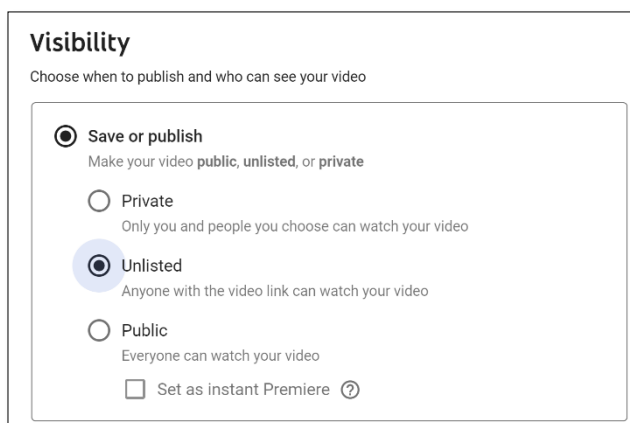 Visibility
Choose when to publish and who can see your video
Save or publish
Make your video public, unlisted, or private
Private
Only you and people you choose can watch your video
Unlisted
Anyone with the video link can watch your video
Public
Everyone can watch your video
Set as instant Premiere ?